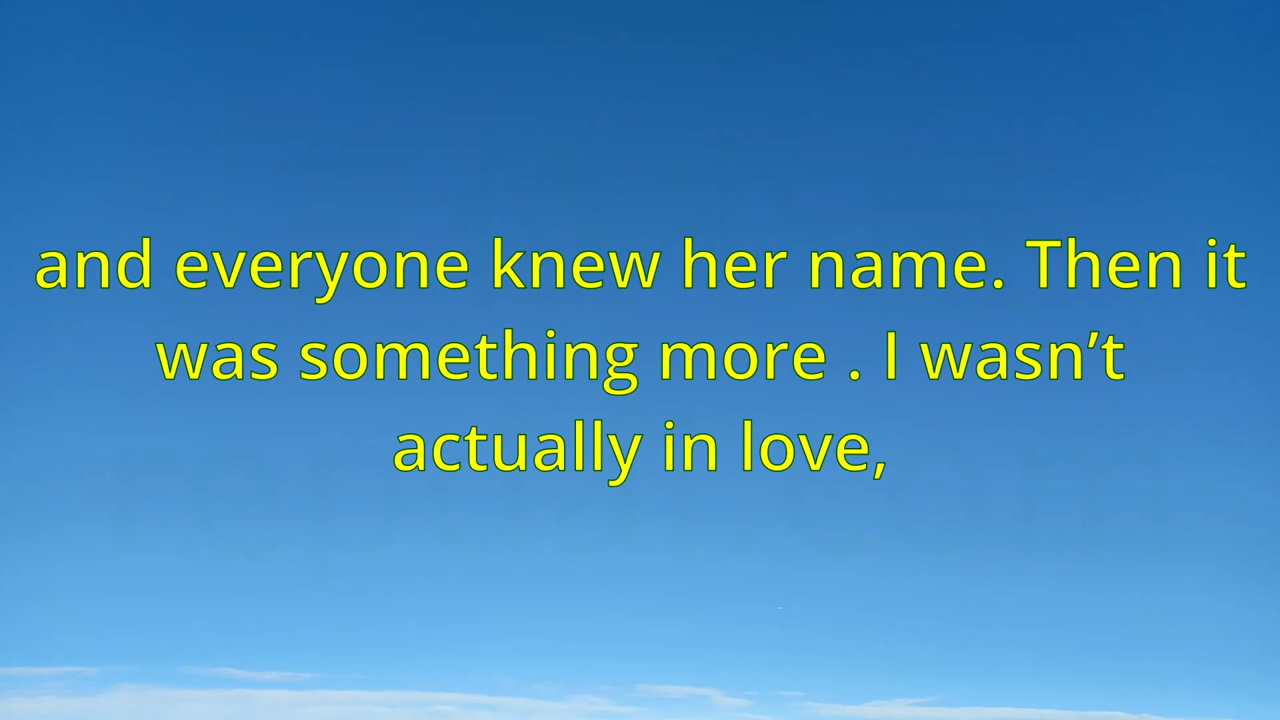 and everyone knew her name. Then it
was something more . I wasn’t
actually in love,